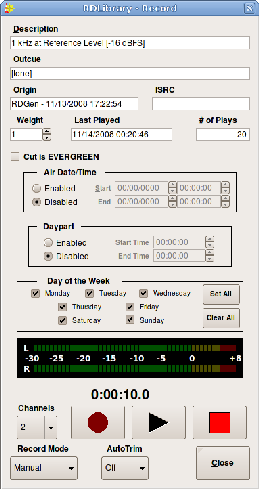 RDLibrary - Record
Description
1 kHz at Reference Level [-16 dBFS]
Outcue
[tone]
Origin ISRC
RDGen - 11/13/2008 17:22:54
Weight Last Played # of Plays
1 11/14/2008 00:20:46 20
Cut is EVERGREEN
Air Date/Time
Enabled Start 00/00/0000 00:00:00
Disabled End 00/00/0000 00:00:00
Daypart
Enabled Start Time 00:00:00
Disabled End Time 00:00:00
Day of the Week
Monday Tuesday Wednesday Set All
Thursday Friday
Saturday Sunday Clear All
L
-30 -25 -20 -15 -10 -5 0 +8
R
0:00:10.0
Channels
2
Record Mode AutoTrim
Manual Off Close